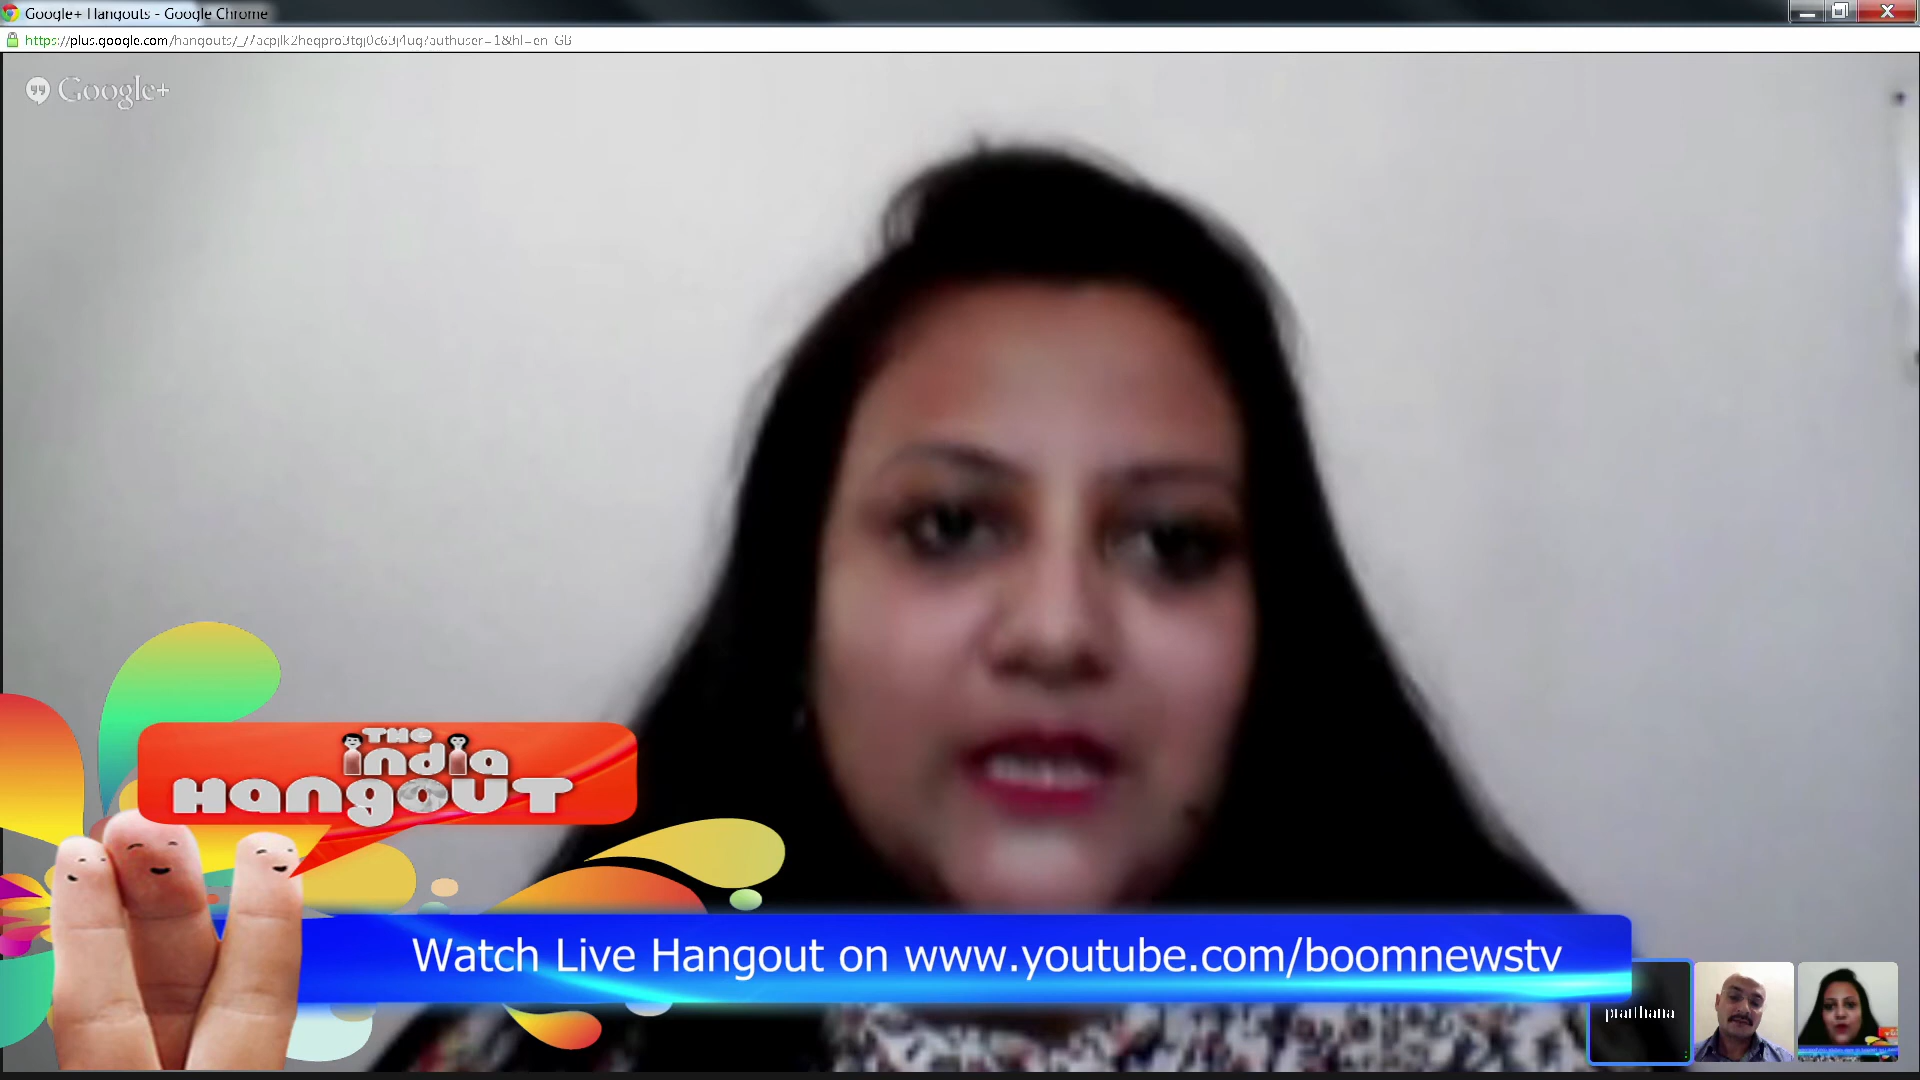 Google+ Hangouts - Google Chrome
Google+
THE
india
HangOUT
Watch Live Hangout on www.youtube.com/boomnewstv
prarthana